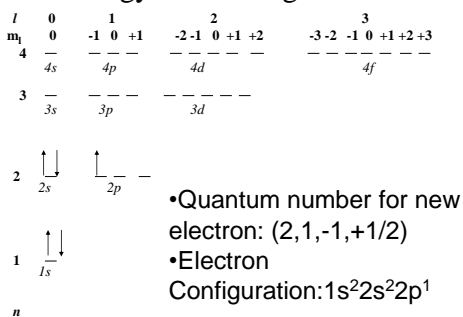 l 0 1 2 3
m_l 0 -1 0 +1 -2 -1 0 +1 +2 -3 -2 -1 0 +1 +2 +3
4
4s 4p 4d 4f
3
3s 3p 3d
2
2s 2p
•Quantum number for new
electron: (2,1,-1,+1/2)
1
1s
•Electron
Configuration:1s²2s²2p¹
n